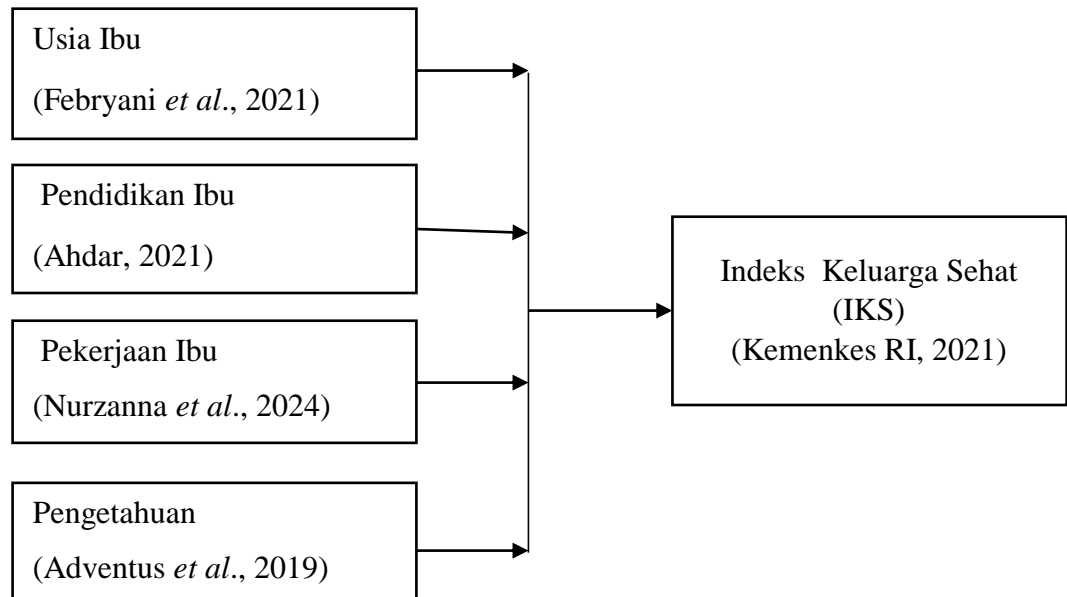 Usia Ibu
(Febryani et al., 2021)
Pendidikan Ibu
(Ahdar, 2021)
Pekerjaan Ibu
(Nurzanna et al., 2024)
Pengetahuan
(Adventus et al., 2019)
Indeks Keluarga Sehat
(IKS)
(Kemenkes RI, 2021)